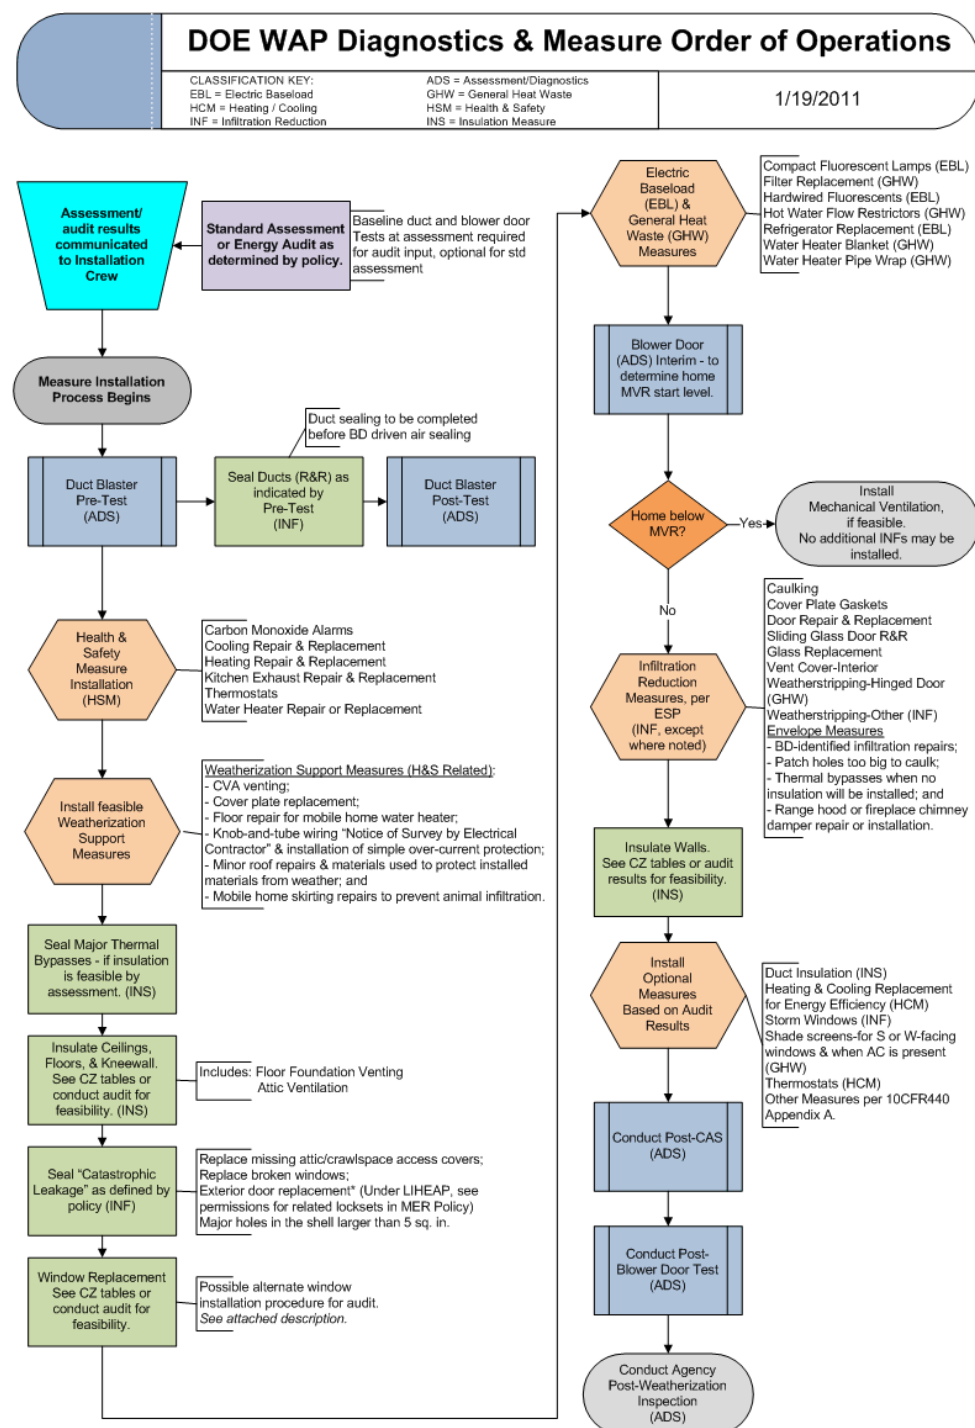 DOE WAP Diagnostics & Measure Order of Operations
CLASSIFICATION KEY:
EBL = Electric Baseload
HCM = Heating / Cooling
INF = Infiltration Reduction
ADS = Assessment/Diagnostics
GHW = General Heat Waste
HSM = Health & Safety
INS = Insulation Measure
1/19/2011
Assessment/
audit results
communicated
to Installation
Crew
Standard Assessment
or Energy Audit as
determined by policy.
Baseline duct and blower door
Tests at assessment required
for audit input, optional for std
assessment
Measure Installation
Process Begins
Duct sealing to be completed
before BD driven air sealing
Duct Blaster
Pre-Test
(ADS)
Seal Ducts (R&R) as
indicated by
Pre-Test
(INF)
Duct Blaster
Post-Test
(ADS)
Health &
Safety
Measure
Installation
(HSM)
Carbon Monoxide Alarms
Cooling Repair & Replacement
Heating Repair & Replacement
Kitchen Exhaust Repair & Replacement
Thermostats
Water Heater Repair or Replacement
Install feasible
Weatherization
Support
Measures
Weatherization Support Measures (H&S Related):
- CVA venting;
- Cover plate replacement;
- Floor repair for mobile home water heater;
- Knob-and-tube wiring “Notice of Survey by Electrical
Contractor” & installation of simple over-current protection;
- Minor roof repairs & materials used to protect installed
materials from weather; and
- Mobile home skirting repairs to prevent animal infiltration.
Seal Major Thermal
Bypasses - if insulation
is feasible by
assessment. (INS)
Insulate Ceilings,
Floors, & Kneewall.
See CZ tables or
conduct audit for
feasibility. (INS)
Includes: Floor Foundation Venting
Attic Ventilation
Seal “Catastrophic
Leakage” as defined by
policy (INF)
Replace missing attic/crawlspace access covers;
Replace broken windows;
Exterior door replacement* (Under LIHEAP, see
permissions for related locksets in MER Policy)
Major holes in the shell larger than 5 sq. in.
Window Replacement
See CZ tables or
conduct audit for
feasibility.
Possible alternate window
installation procedure for audit.
See attached description.
Electric
Baseload
(EBL) &
General Heat
Waste (GHW)
Measures
Compact Fluorescent Lamps (EBL)
Filter Replacement (GHW)
Hardwired Fluorescents (EBL)
Hot Water Flow Restrictors (GHW)
Refrigerator Replacement (EBL)
Water Heater Blanket (GHW)
Water Heater Pipe Wrap (GHW)
Blower Door
(ADS) Interim - to
determine home
MVR start level.
Home below
MVR?
Yes
Install
Mechanical Ventilation,
if feasible.
No additional INFs may be
installed.
No
Infiltration
Reduction
Measures, per
ESP
(INF, except
where noted)
Caulking
Cover Plate Gaskets
Door Repair & Replacement
Sliding Glass Door R&R
Glass Replacement
Vent Cover-Interior
Weatherstripping-Hinged Door
(GHW)
Weatherstripping-Other (INF)
Envelope Measures
- BD-identified infiltration repairs;
- Patch holes too big to caulk;
- Thermal bypasses when no
insulation will be installed; and
- Range hood or fireplace chimney
damper repair or installation.
Insulate Walls.
See CZ tables or audit
results for feasibility.
(INS)
Install
Optional
Measures
Based on Audit
Results
Duct Insulation (INS)
Heating & Cooling Replacement
for Energy Efficiency (HCM)
Storm Windows (INF)
Shade screens-for S or W-facing
windows & when AC is present
(GHW)
Thermostats (HCM)
Other Measures per 10CFR440
Appendix A.
Conduct Post-CAS
(ADS)
Conduct Post-
Blower Door Test
(ADS)
Conduct Agency
Post-Weatherization
Inspection
(ADS)